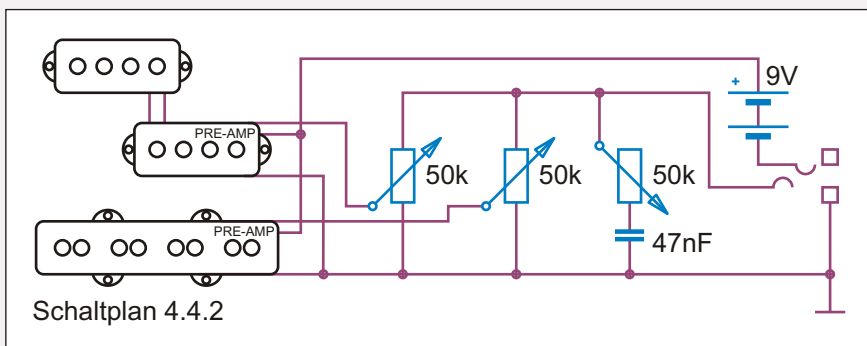 9V
+
PRE-AMP
50k
50k
50k
PRE-AMP
47nF
Schaltplan 4.4.2